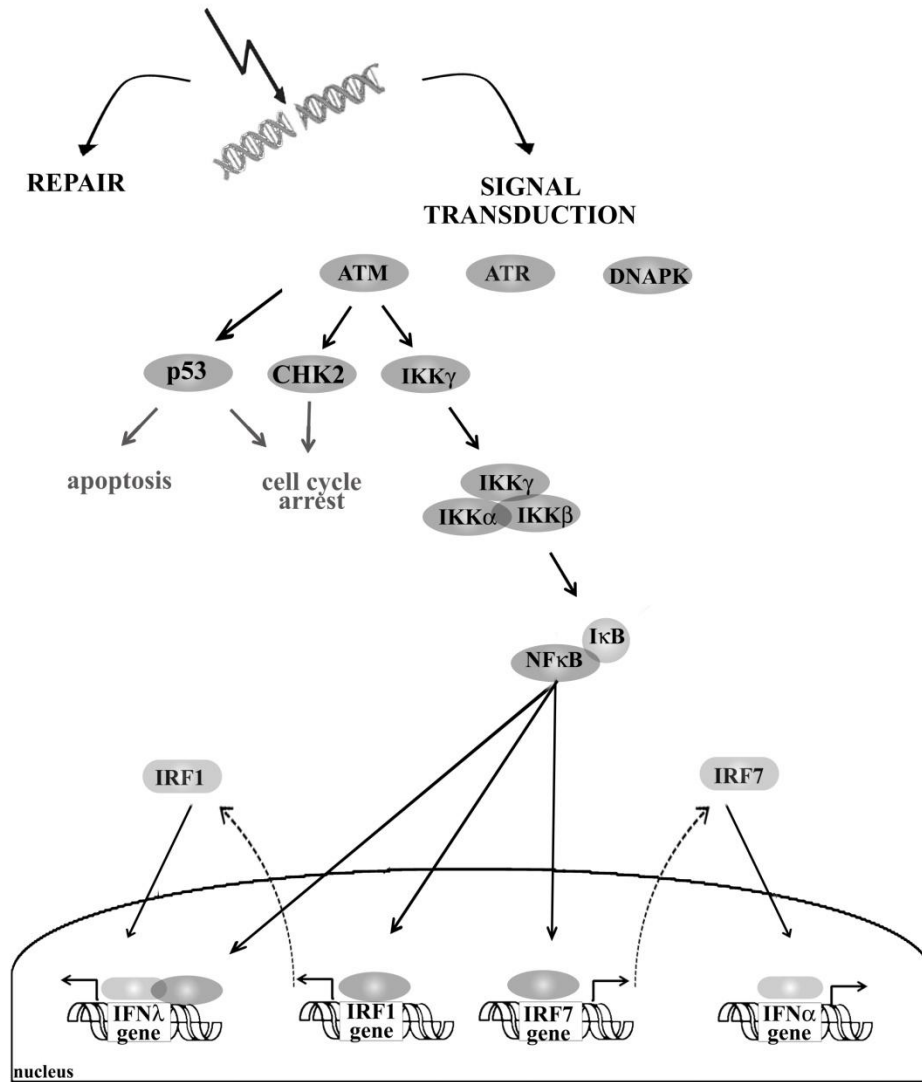 REPAIR
SIGNAL
TRANSDUCTION
ATM
ATR
DNAPK
p53
CHK2
IKKγ
apoptosis
cell cycle
arrest
IKKγ
IKKα
IKKβ
IκB
NFκB
IRF1
IRF7
IFNλ
gene
IRF1
gene
IRF7
gene
IFNα
gene
nucleus